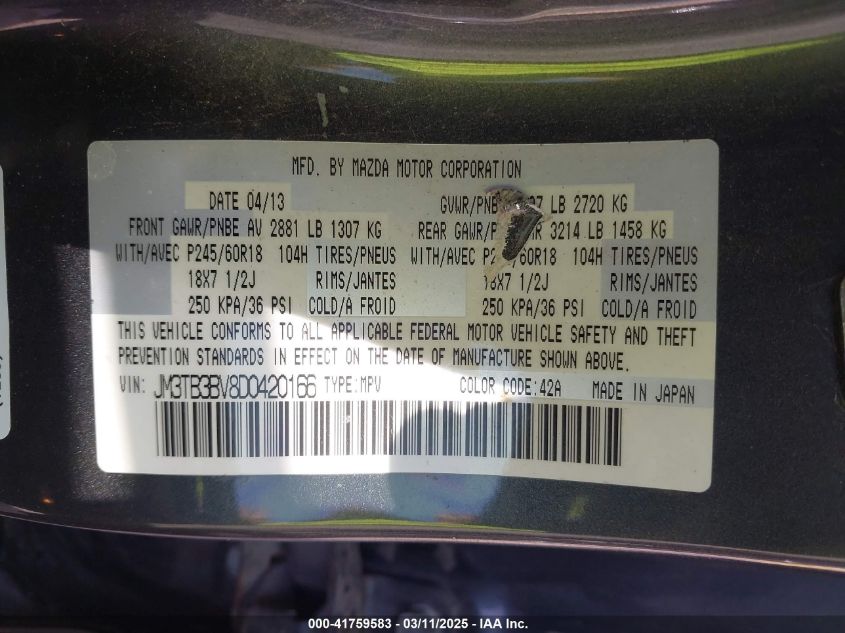 MFD. BY MAZDA MOTOR CORPORATION
DATE 04/13 LB 2720 KG
FRONT GAWR/PNBE AV 2881 LB 1307 KG REAR 3214 LB 1458 KG
WITH/AVEC P245/60R18 104H TIRES/PNEUS WITH/AVEC 104H TIRES/PNEUS
18X7 1/2J RIMS/JANTES 18X7 1/2J RIMS/JANTES
250 KPA/36 PSI COLD/A FROID 250 KPA/36 PSI COLD/A FROID
THIS VEHICLE CONFORMS TO ALL APPLICABLE FEDERAL MOTOR VEHICLE SAFETY AND THEFT
PREVENTION STANDARDS IN EFFECT ON THE DATE OF MANUFACTURE SHOWN ABOVE.
VIN: JM3TB3BV8D0420166 TYPE:MPV COLOR CODE:42A MADE IN JAPAN
000-41759583 - 03/11/2025 - IAA Inc.